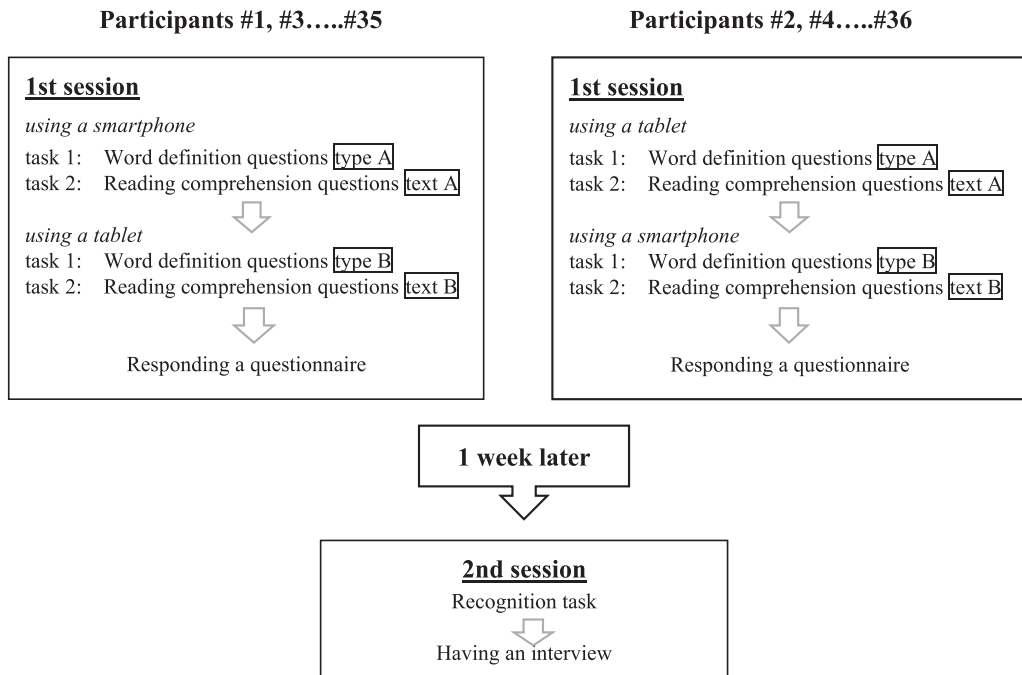 Participants #1, #3…..#35
1st session
using a smartphone
task 1: Word definition questions type A
task 2: Reading comprehension questions text A
using a tablet
task 1: Word definition questions type B
task 2: Reading comprehension questions text B
Responding a questionnaire
Participants #2, #4…..#36
1st session
using a tablet
task 1: Word definition questions type A
task 2: Reading comprehension questions text A
using a smartphone
task 1: Word definition questions type B
task 2: Reading comprehension questions text B
Responding a questionnaire
1 week later
2nd session
Recognition task
Having an interview